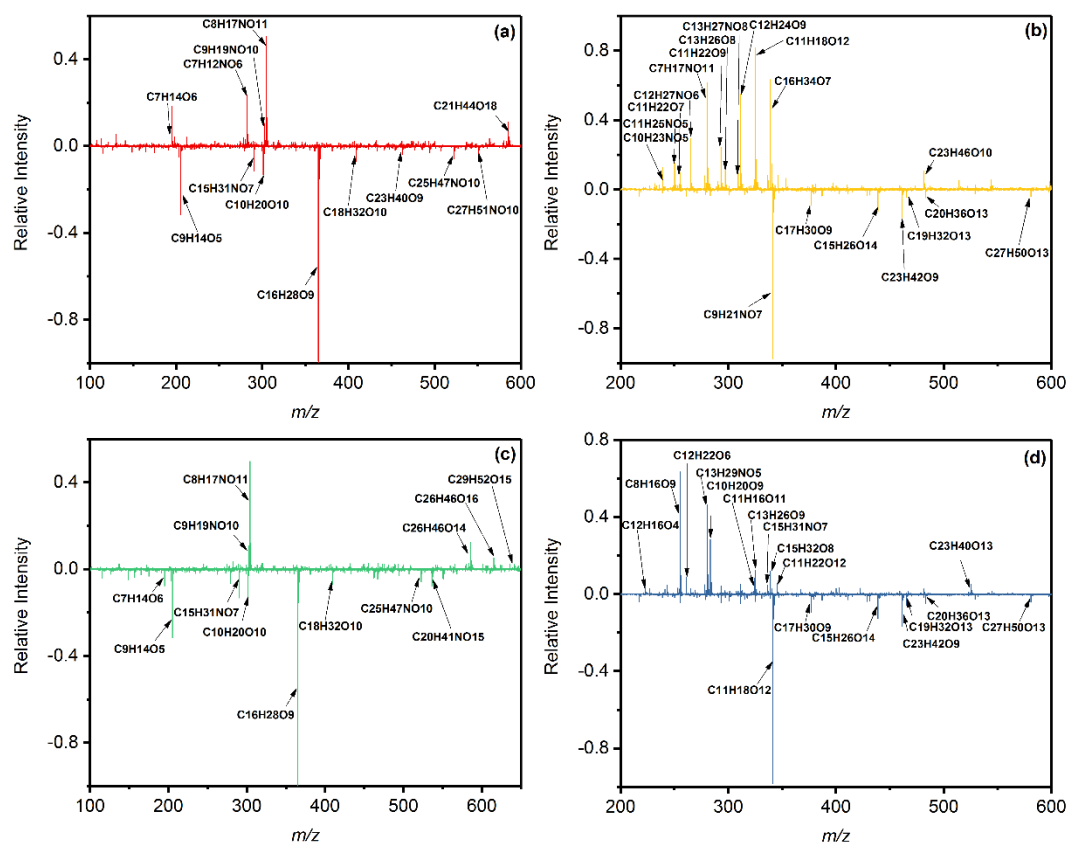 (a)
C8H17NO11
C9H19NO10
C7H12NO6
C7H14O6
C21H44O18
C15H31NO7
C10H20O10
C9H14O5
C18H32O10
C23H40O9
C25H47NO10
C27H51NO10
C16H28O9
Relative Intensity
0.4
0.0
-0.4
-0.8
100 200 300 400 500 600
m/z
(b)
C13H27NO8
C12H24O9
C13H26O8
C11H18O12
C11H22O9
C7H17NO11
C16H34O7
C12H27NO6
C11H22O7
C11H25NO5
C10H23NO5
C23H46O10
C17H30O9
C20H36O13
C15H26O14
C19H32O13
C27H50O13
C23H42O9
C9H21NO7
Relative Intensity
0.8
0.4
0.0
-0.4
-0.8
200 300 400 500 600
m/z
(c)
C8H17NO11
C29H52O15
C26H46O16
C9H19NO10
C26H46O14
C7H14O6
C15H31NO7
C10H20O10
C9H14O5
C18H32O10
C25H47NO10
C20H41NO15
C16H28O9
Relative Intensity
0.4
0.0
-0.4
-0.8
100 200 300 400 500 600
m/z
(d)
C12H22O6
C8H16O9
C13H29NO5
C10H20O9
C11H16O11
C13H26O9
C12H16O4
C15H31NO7
C15H32O8
C11H22O12
C23H40O13
C17H30O9
C20H36O13
C15H26O14
C19H32O13
C27H50O13
C23H42O9
C11H18O12
Relative Intensity
0.8
0.4
0.0
-0.4
-0.8
200 300 400 500 600
m/z